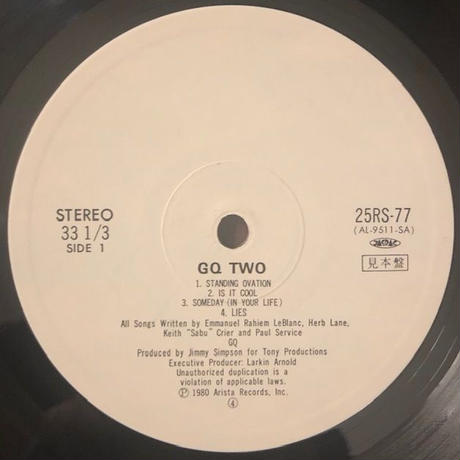 STEREO
33 1/3
SIDE 1
25RS-77
(AL-9511-SA)
見本盤
GQ TWO
1. STANDING OVATION
2. IS IT COOL
3. SOMEDAY (IN YOUR LIFE)
4. LIES
All Songs Written by Emmanuel Rahiem LeBlanc, Herb Lane,
Keith "Sabu" Crier and Paul Service
GQ
Produced by Jimmy Simpson for Tony Productions
Executive Producer: Larkin Arnold
Unauthorized duplication is a
violation of applicable laws.
Ⓟ 1980 Arista Records, Inc.
④